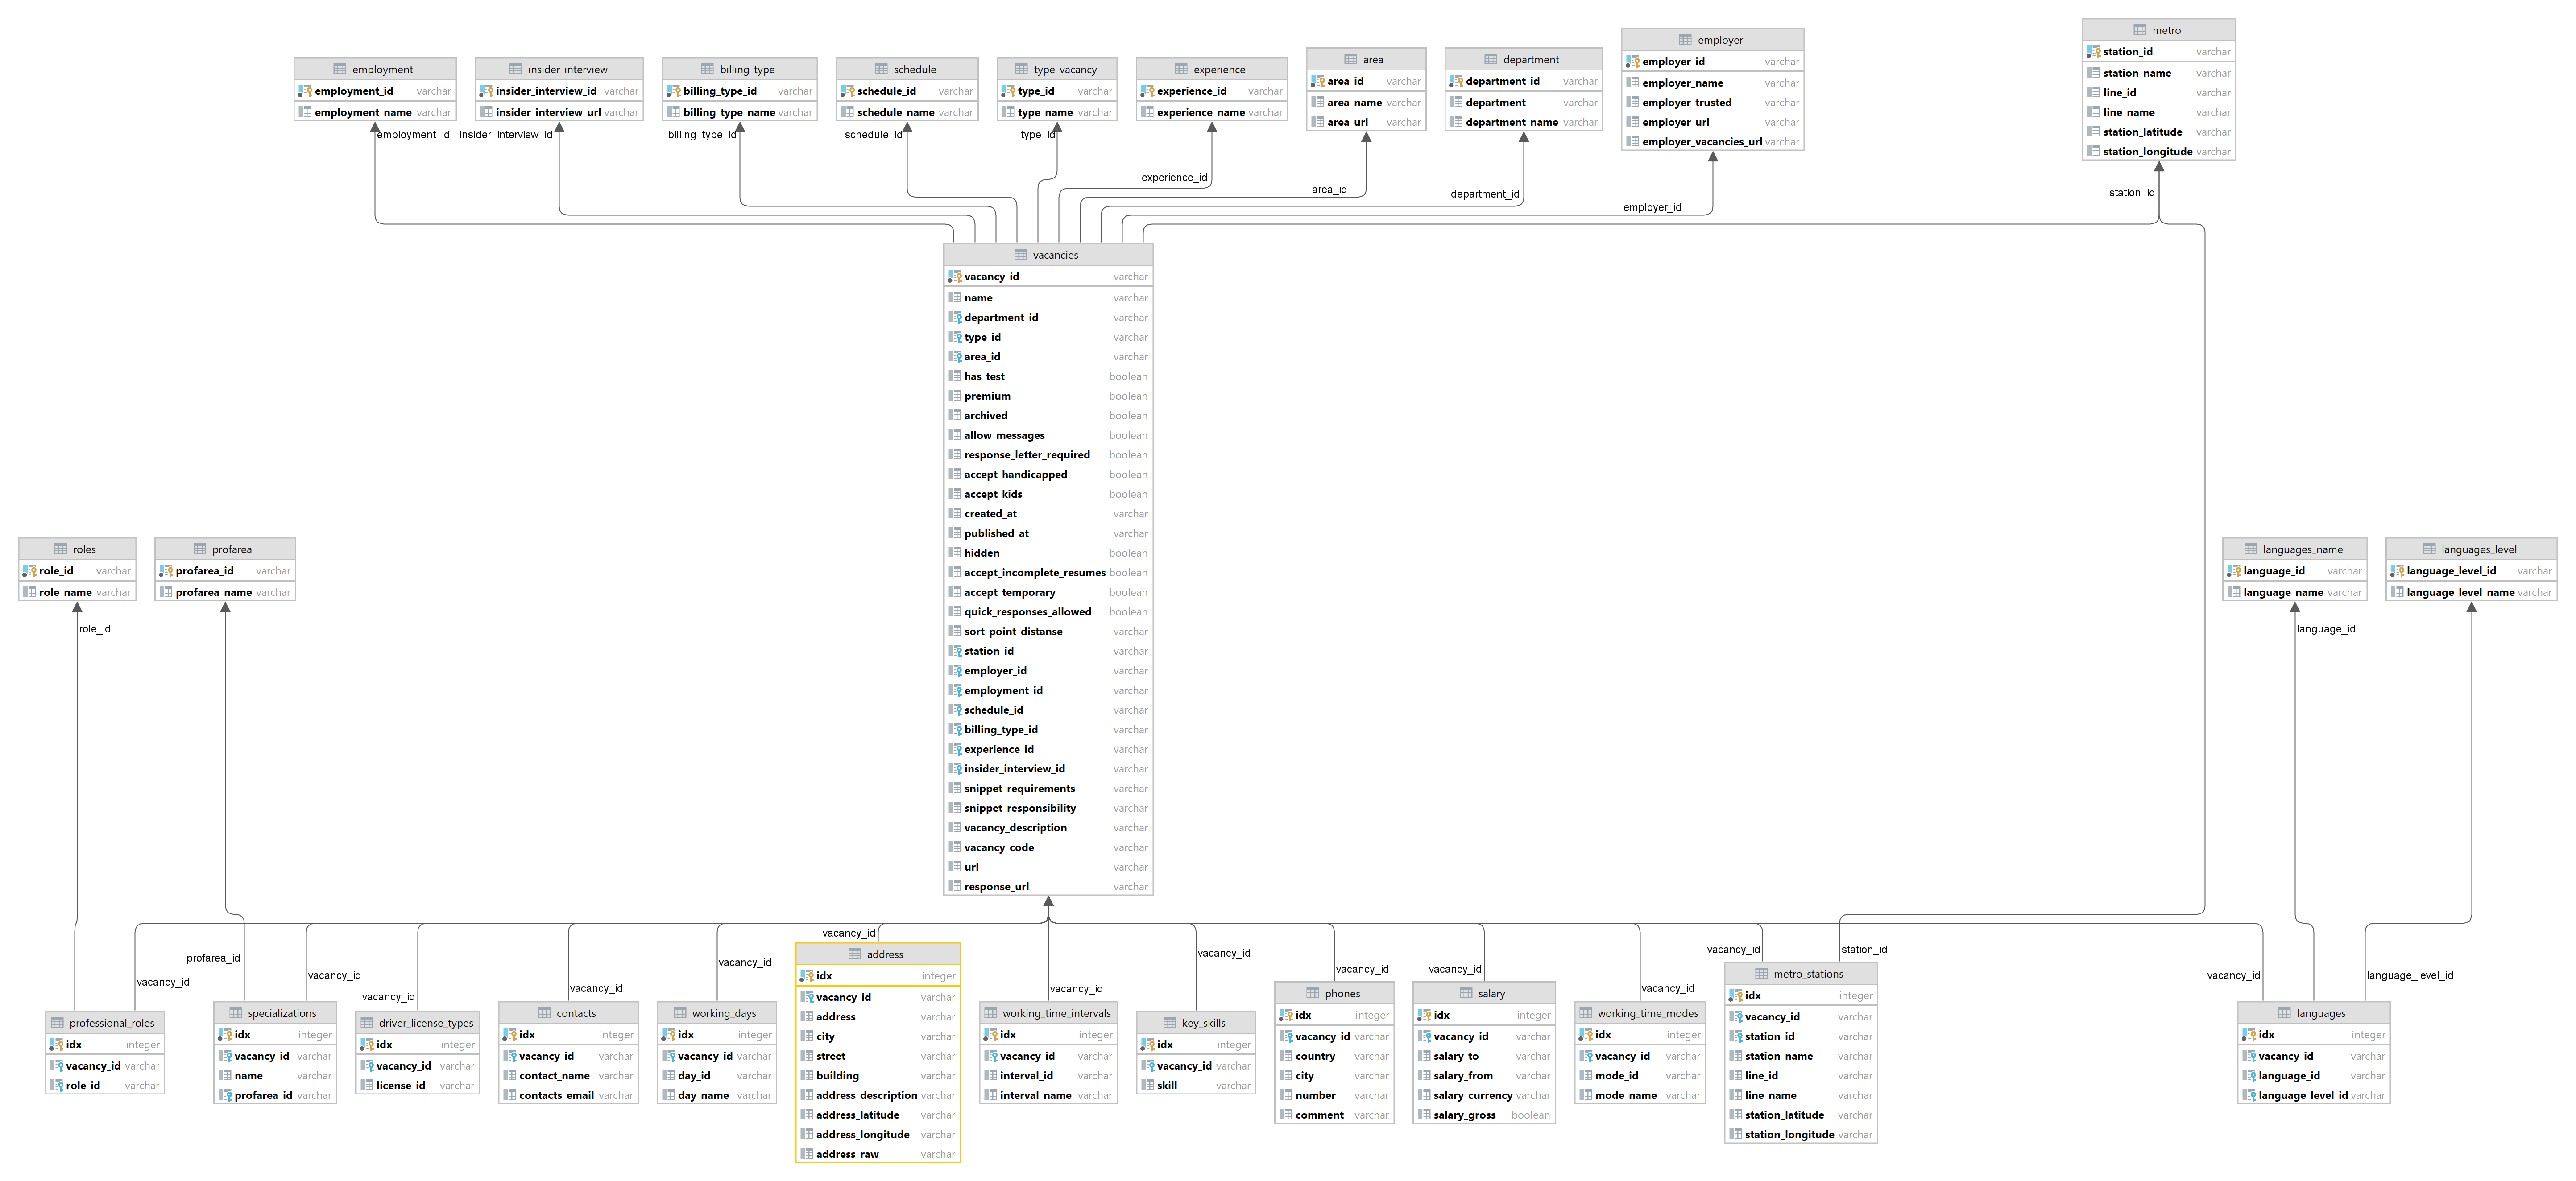 employment
employment_id varchar
employment_name varchar
insider_interview
insider_interview_id varchar
insider_interview_url varchar
billing_type
billing_type_id varchar
billing_type_name varchar
schedule
schedule_id varchar
schedule_name varchar
type_vacancy
type_id varchar
type_name varchar
experience
experience_id varchar
experience_name varchar
area
area_id varchar
area_name varchar
area_url varchar
department
department_id varchar
department varchar
department_name varchar
employer
employer_id varchar
employer_name varchar
employer_trusted varchar
employer_url varchar
employer_vacancies_url varchar
metro
station_id varchar
station_name varchar
line_id varchar
line_name varchar
station_latitude varchar
station_longitude varchar
employment_id
insider_interview_id
billing_type_id
schedule_id
type_id
experience_id
area_id
department_id
employer_id
station_id
vacancies
vacancy_id varchar
name varchar
department_id varchar
type_id varchar
area_id varchar
has_test boolean
premium boolean
archived boolean
allow_messages boolean
response_letter_required boolean
accept_handicapped boolean
accept_kids boolean
created_at varchar
published_at varchar
hidden boolean
accept_incomplete_resumes boolean
accept_temporary boolean
quick_responses_allowed boolean
sort_point_distanse varchar
station_id varchar
employer_id varchar
employment_id varchar
schedule_id varchar
billing_type_id varchar
experience_id varchar
insider_interview_id varchar
snippet_requirements varchar
snippet_responsibility varchar
vacancy_description varchar
vacancy_code varchar
url varchar
response_url varchar
roles
role_id varchar
role_name varchar
profarea
profarea_id varchar
profarea_name varchar
languages_name
language_id varchar
language_name varchar
languages_level
language_level_id varchar
language_level_name varchar
role_id
language_id
profarea_id
vacancy_id
vacancy_id
vacancy_id
vacancy_id
vacancy_id
vacancy_id
vacancy_id
vacancy_id
vacancy_id
vacancy_id
vacancy_id
vacancy_id
station_id
vacancy_id
language_level_id
professional_roles
idx integer
vacancy_id varchar
role_id varchar
specializations
idx integer
vacancy_id varchar
name varchar
profarea_id varchar
driver_license_types
idx integer
vacancy_id varchar
license_id varchar
contacts
idx integer
vacancy_id varchar
contact_name varchar
contacts_email varchar
working_days
idx integer
vacancy_id varchar
day_id varchar
day_name varchar
address
idx integer
vacancy_id varchar
address varchar
city varchar
street varchar
building varchar
address_description varchar
address_latitude varchar
address_longitude varchar
address_raw varchar
working_time_intervals
idx integer
vacancy_id varchar
interval_id varchar
interval_name varchar
key_skills
idx integer
vacancy_id varchar
skill varchar
phones
idx integer
vacancy_id varchar
country varchar
city varchar
number varchar
comment varchar
salary
idx integer
vacancy_id varchar
salary_to varchar
salary_from varchar
salary_currency varchar
salary_gross boolean
working_time_modes
idx integer
vacancy_id varchar
mode_id varchar
mode_name varchar
metro_stations
idx integer
vacancy_id varchar
station_id varchar
station_name varchar
line_id varchar
line_name varchar
station_latitude varchar
station_longitude varchar
languages
idx integer
vacancy_id varchar
language_id varchar
language_level_id varchar